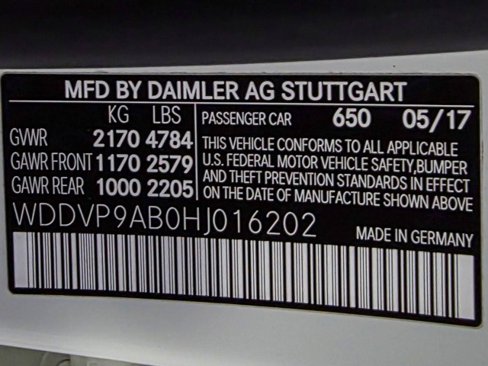 MFD BY DAIMLER AG STUTTGART
KG LBS
GVWR 2170 4784
GAWR FRONT 1170 2579
GAWR REAR 1000 2205
PASSENGER CAR 650 05/17
THIS VEHICLE CONFORMS TO ALL APPLICABLE
U.S. FEDERAL MOTOR VEHICLE SAFETY,BUMPER
AND THEFT PREVENTION STANDARDS IN EFFECT
ON THE DATE OF MANUFACTURE SHOWN ABOVE
WDDVP9AB0HJ016202
MADE IN GERMANY